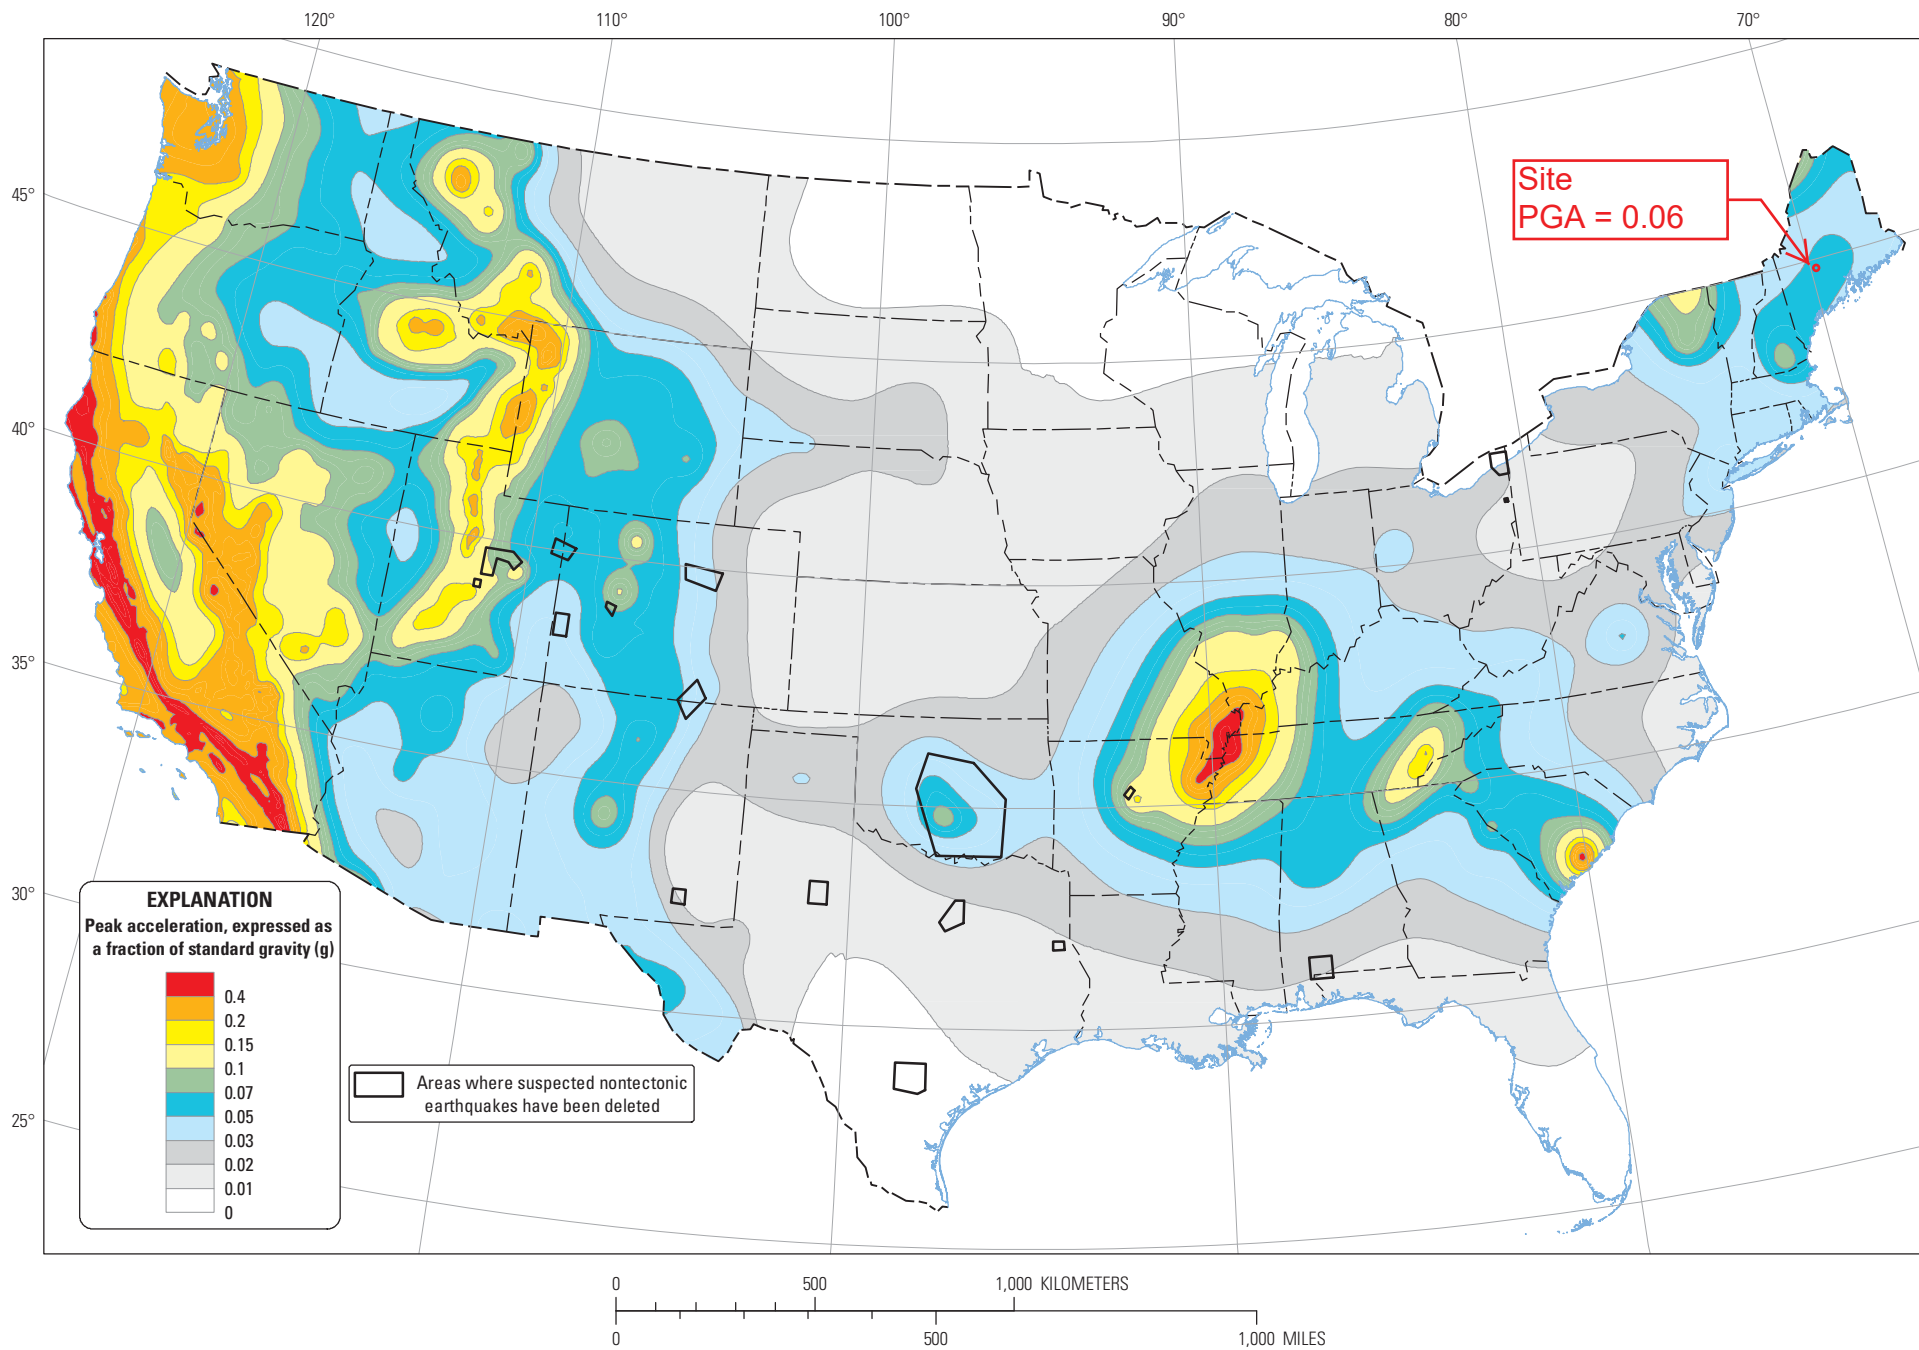 120°
110°
100°
90°
80°
70°
45°
40°
35°
30°
25°
Site
PGA = 0.06
EXPLANATION
Peak acceleration, expressed as
a fraction of standard gravity (g)
0.4
0.2
0.15
0.1
0.07
0.05
0.03
0.02
0.01
0
Areas where suspected nontectonic
earthquakes have been deleted
0 500 1,000 KILOMETERS
0 500 1,000 MILES